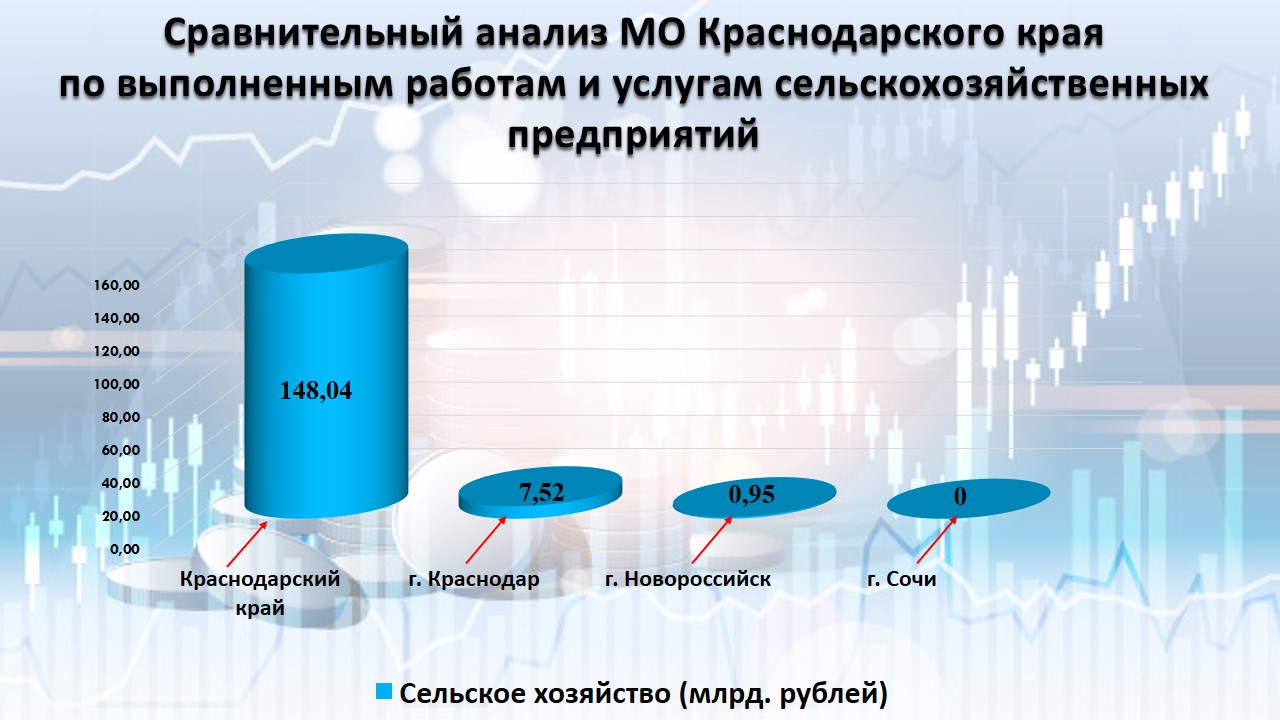 Сравнительный анализ МО Краснодарского края
по выполненным работам и услугам сельскохозяйственных
предприятий
160,00
140,00
120,00
100,00
80,00
60,00
40,00
20,00
0,00
148,04
7,52
0,95
0
Краснодарский
край
г. Краснодар
г. Новороссийск
г. Сочи
Сельское хозяйство (млрд. рублей)